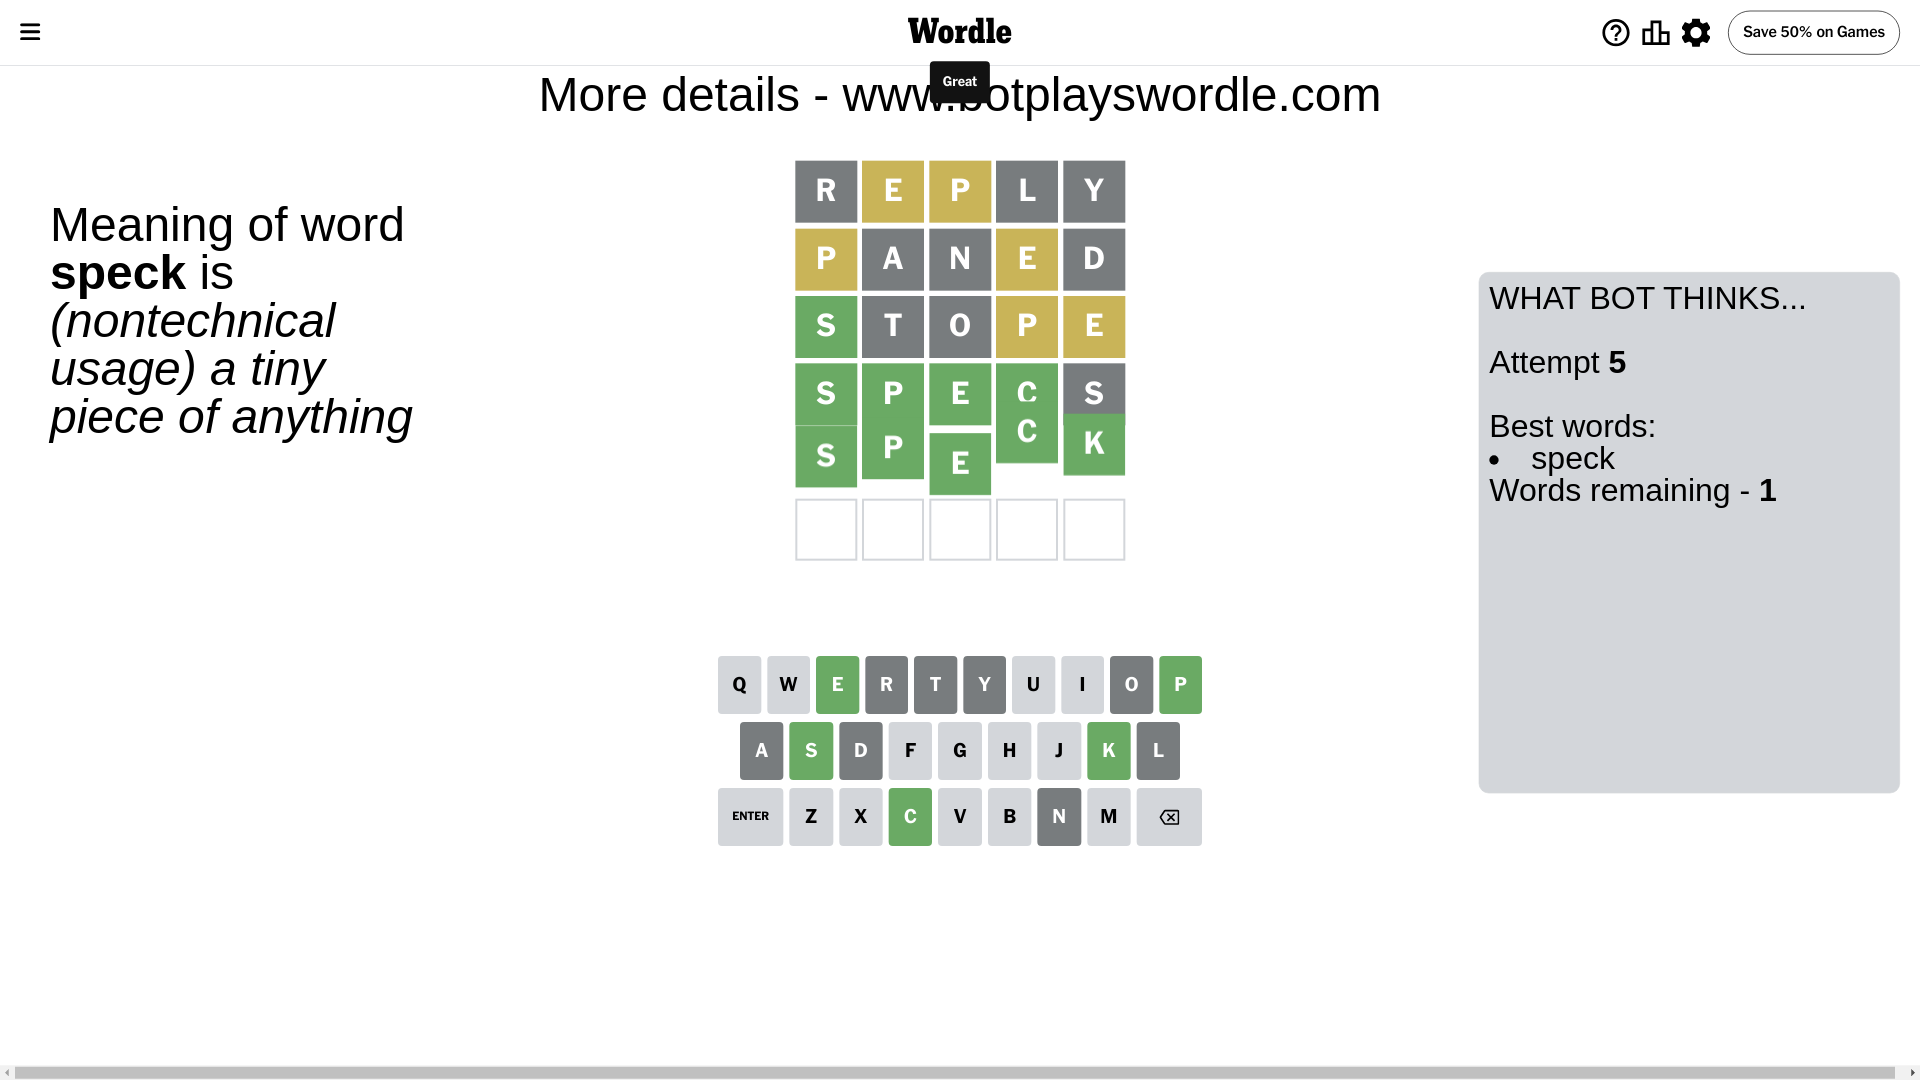 Wordle
Save 50% on Games
Great
More details - www.botplayswordle.com
Meaning of word
speck is
(nontechnical
usage) a tiny
piece of anything
R E P L Y
P A N E D
S T O P E
S P E C S
S P E C K
WHAT BOT THINKS...
Attempt 5
Best words:
• speck
Words remaining - 1
Q W E R T Y U I O P
A S D F G H J K L
ENTER Z X C V B N M